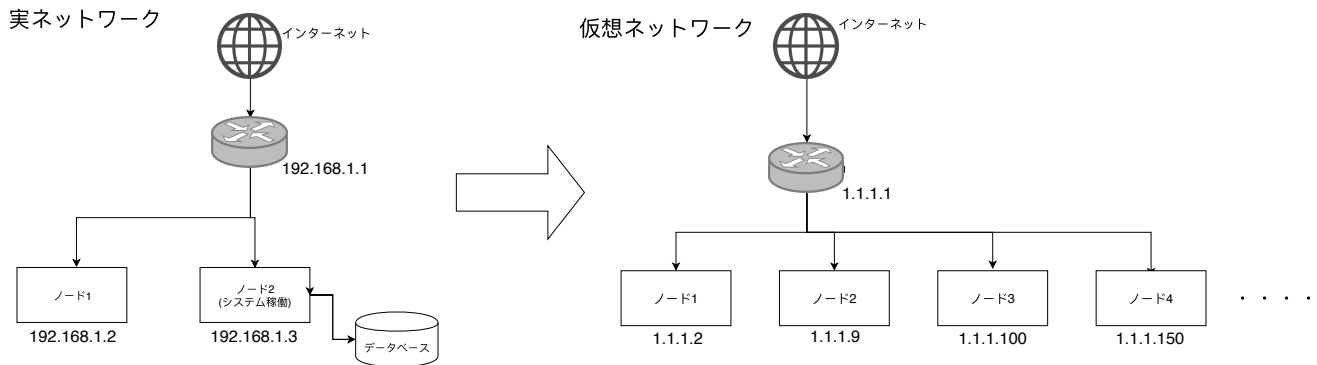 実ネットワーク
インターネット
192.168.1.1
ノード1
192.168.1.2
ノード2
(システム稼働)
192.168.1.3
データベース
仮想ネットワーク
インターネット
1.1.1.1
ノード1
1.1.1.2
ノード2
1.1.1.9
ノード3
1.1.1.100
ノード4
1.1.1.150
・・・・